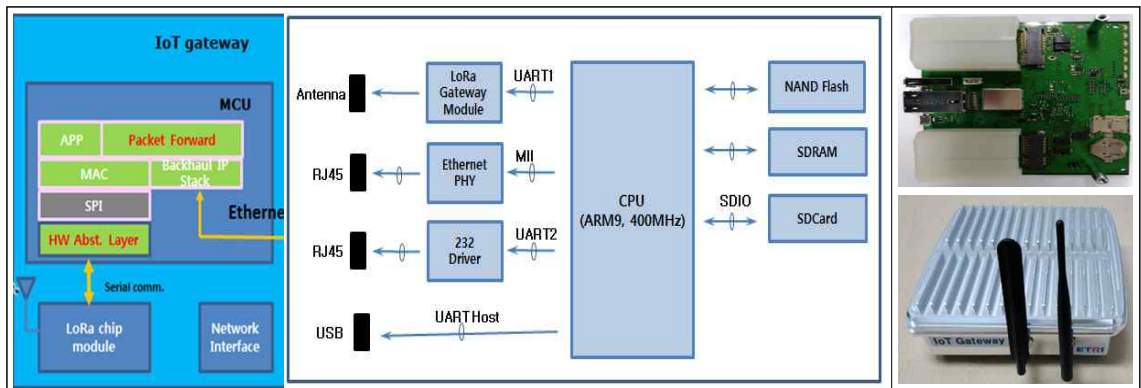 IoT gateway
MCU
APP
Packet Forward
MAC
Backhaul IP
Stack
SPI
HW Abst. Layer
Serial comm.
LoRa chip
module
Network
Interface
Antenna
LoRa
Gateway
Module
UART1
RJ45
Ethernet
PHY
MII
RJ45
232
Driver
UART2
USB
UART Host
CPU
(ARM9, 400MHz)
NAND Flash
SDRAM
SDIO
SDCard
IoT Gateway
ETRI